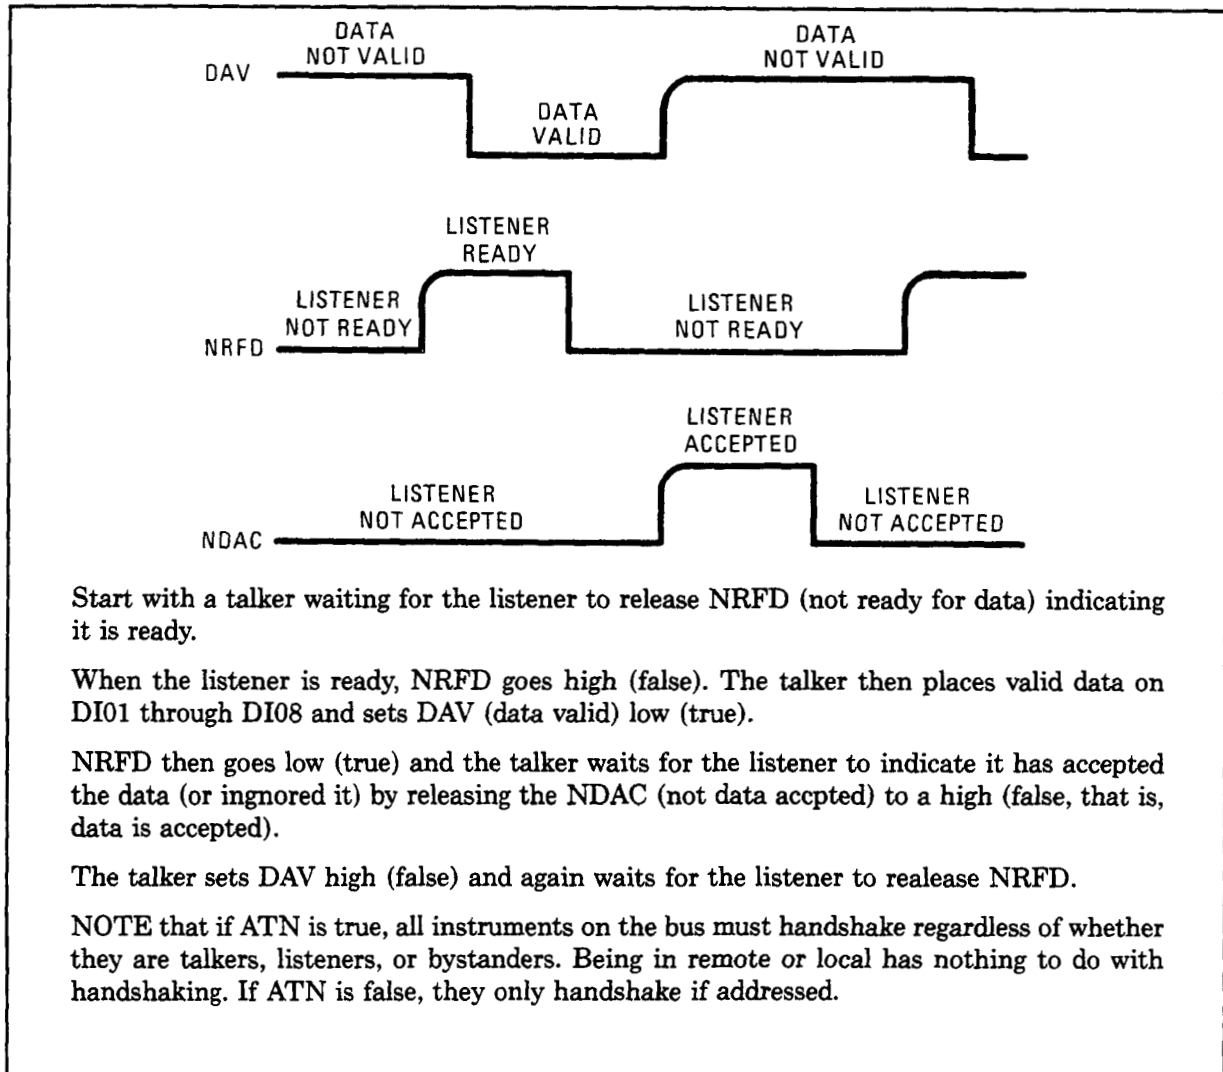 DATA
NOT VALID
DATA
NOT VALID
DAV
DATA
VALID
LISTENER
READY
LISTENER
NOT READY
LISTENER
NOT READY
NRFD
LISTENER
ACCEPTED
LISTENER
NOT ACCEPTED
LISTENER
NOT ACCEPTED
NDAC
Start with a talker waiting for the listener to release NRFD (not ready for data) indicating
it is ready.
When the listener is ready, NRFD goes high (false). The talker then places valid data on
DI01 through DI08 and sets DAV (data valid) low (true).
NRFD then goes low (true) and the talker waits for the listener to indicate it has accepted
the data (or ingnored it) by releasing the NDAC (not data accpted) to a high (false, that is,
data is accepted).
The talker sets DAV high (false) and again waits for the listener to realease NRFD.
NOTE that if ATN is true, all instruments on the bus must handshake regardless of whether
they are talkers, listeners, or bystanders. Being in remote or local has nothing to do with
handshaking. If ATN is false, they only handshake if addressed.